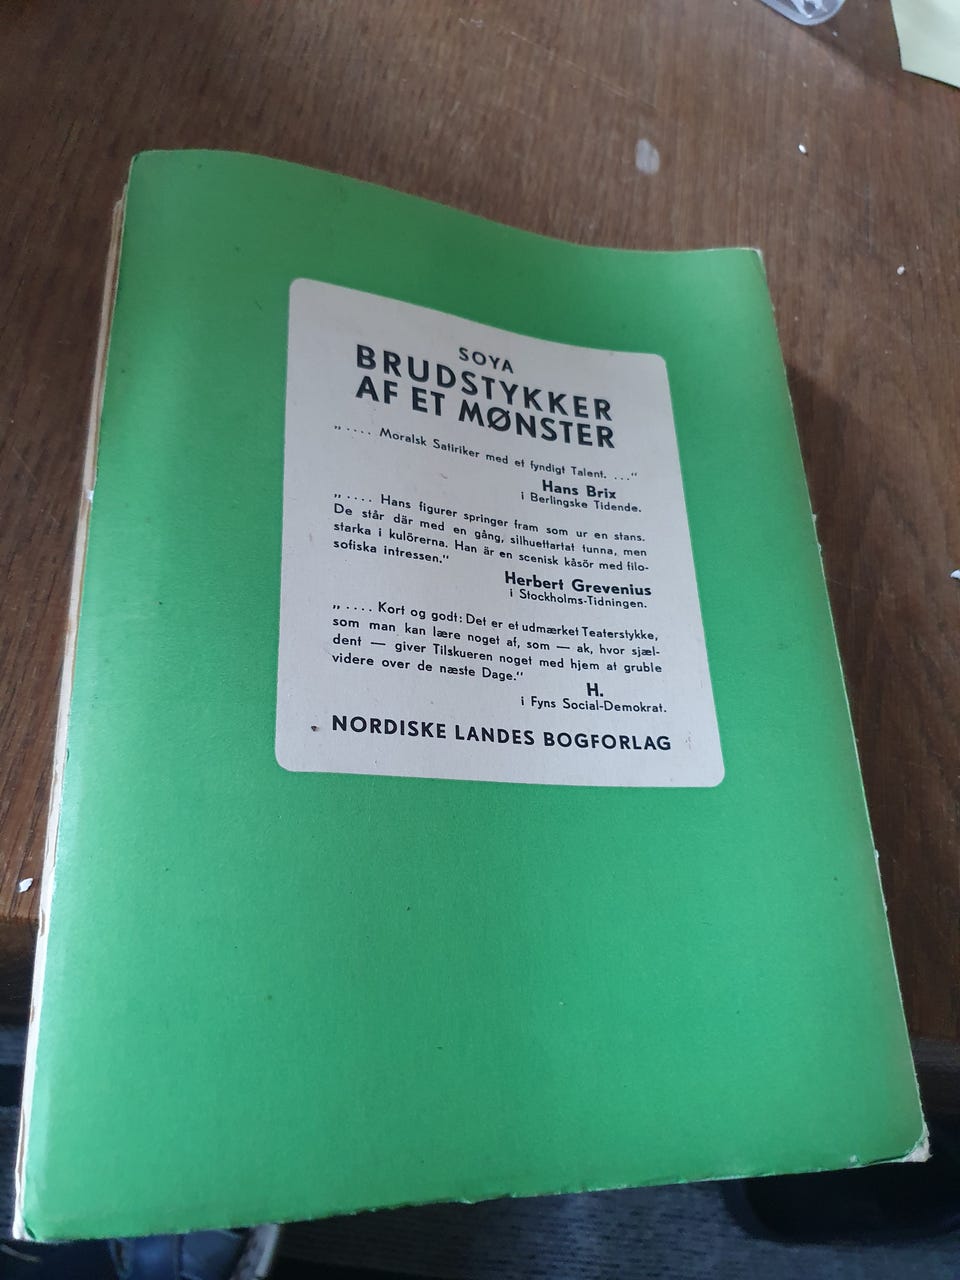 SOYA
BRUDSTYKKER
AF ET MØNSTER
„ .... Moralsk Satiriker med et fyndigt Talent. ...“
Hans Brix
i Berlingske Tidende.
„ .... Hans figurer springer fram som ur en stans.
De står där med en gång, silhuettartat tunna, men
starka i kulörerna. Han är en scenisk kåsör med filo-
sofiska intressen.“
Herbert Grevenius
i Stockholms-Tidningen.
„ .... Kort og godt: Det er et udmærket Teaterstykke,
som man kan lære noget af, som — ak, hvor sjæl-
dent — giver Tilskueren noget med hjem at gruble
videre over de næste Dage.“
H.
i Fyns Social-Demokrat.
NORDISKE LANDES BOGFORLAG